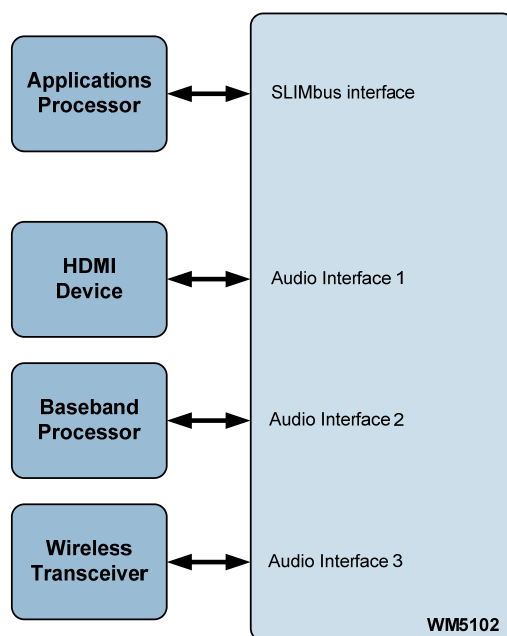 Applications
Processor
SLIMbus interface
HDMI
Device
Audio Interface 1
Baseband
Processor
Audio Interface 2
Wireless
Transceiver
Audio Interface 3
WM5102